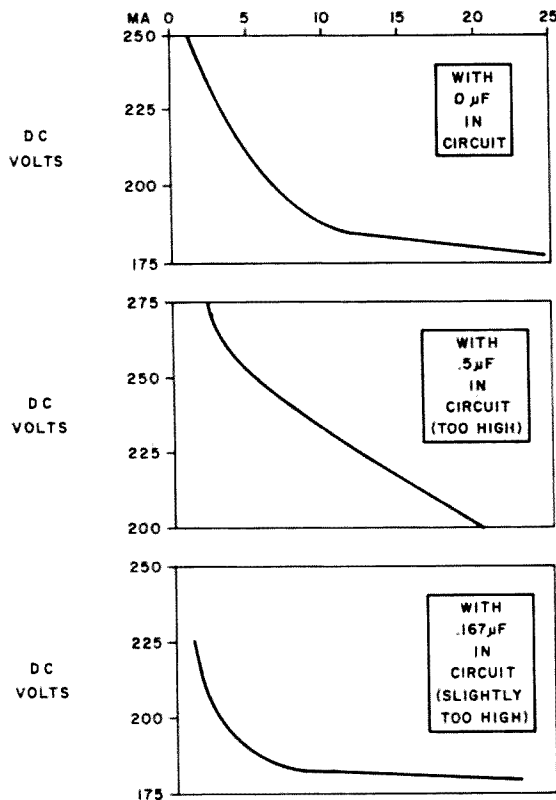 MA 0 5 10 15 20 25
250
225
200
175
DC
VOLTS
WITH
0 µF
IN
CIRCUIT
275
250
225
200
DC
VOLTS
WITH
.5µF
IN
CIRCUIT
(TOO HIGH)
250
225
200
175
DC
VOLTS
WITH
.167µF
IN
CIRCUIT
(SLIGHTLY
TOO HIGH)